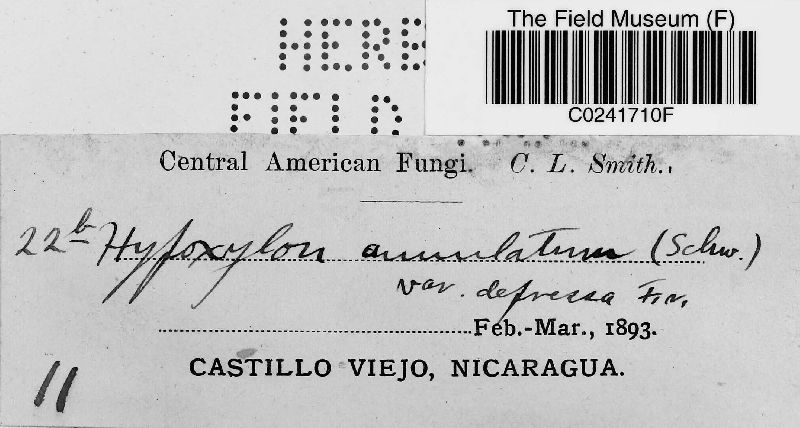 The Field Museum (F)
HERB
C0241710F
FIELD
Central American Fungi. C. L. Smith.
22b Hypoxylon annulatum (Schw.)
var. depressa Fr.
Feb.-Mar., 1893.
CASTILLO VIEJO, NICARAGUA.
11